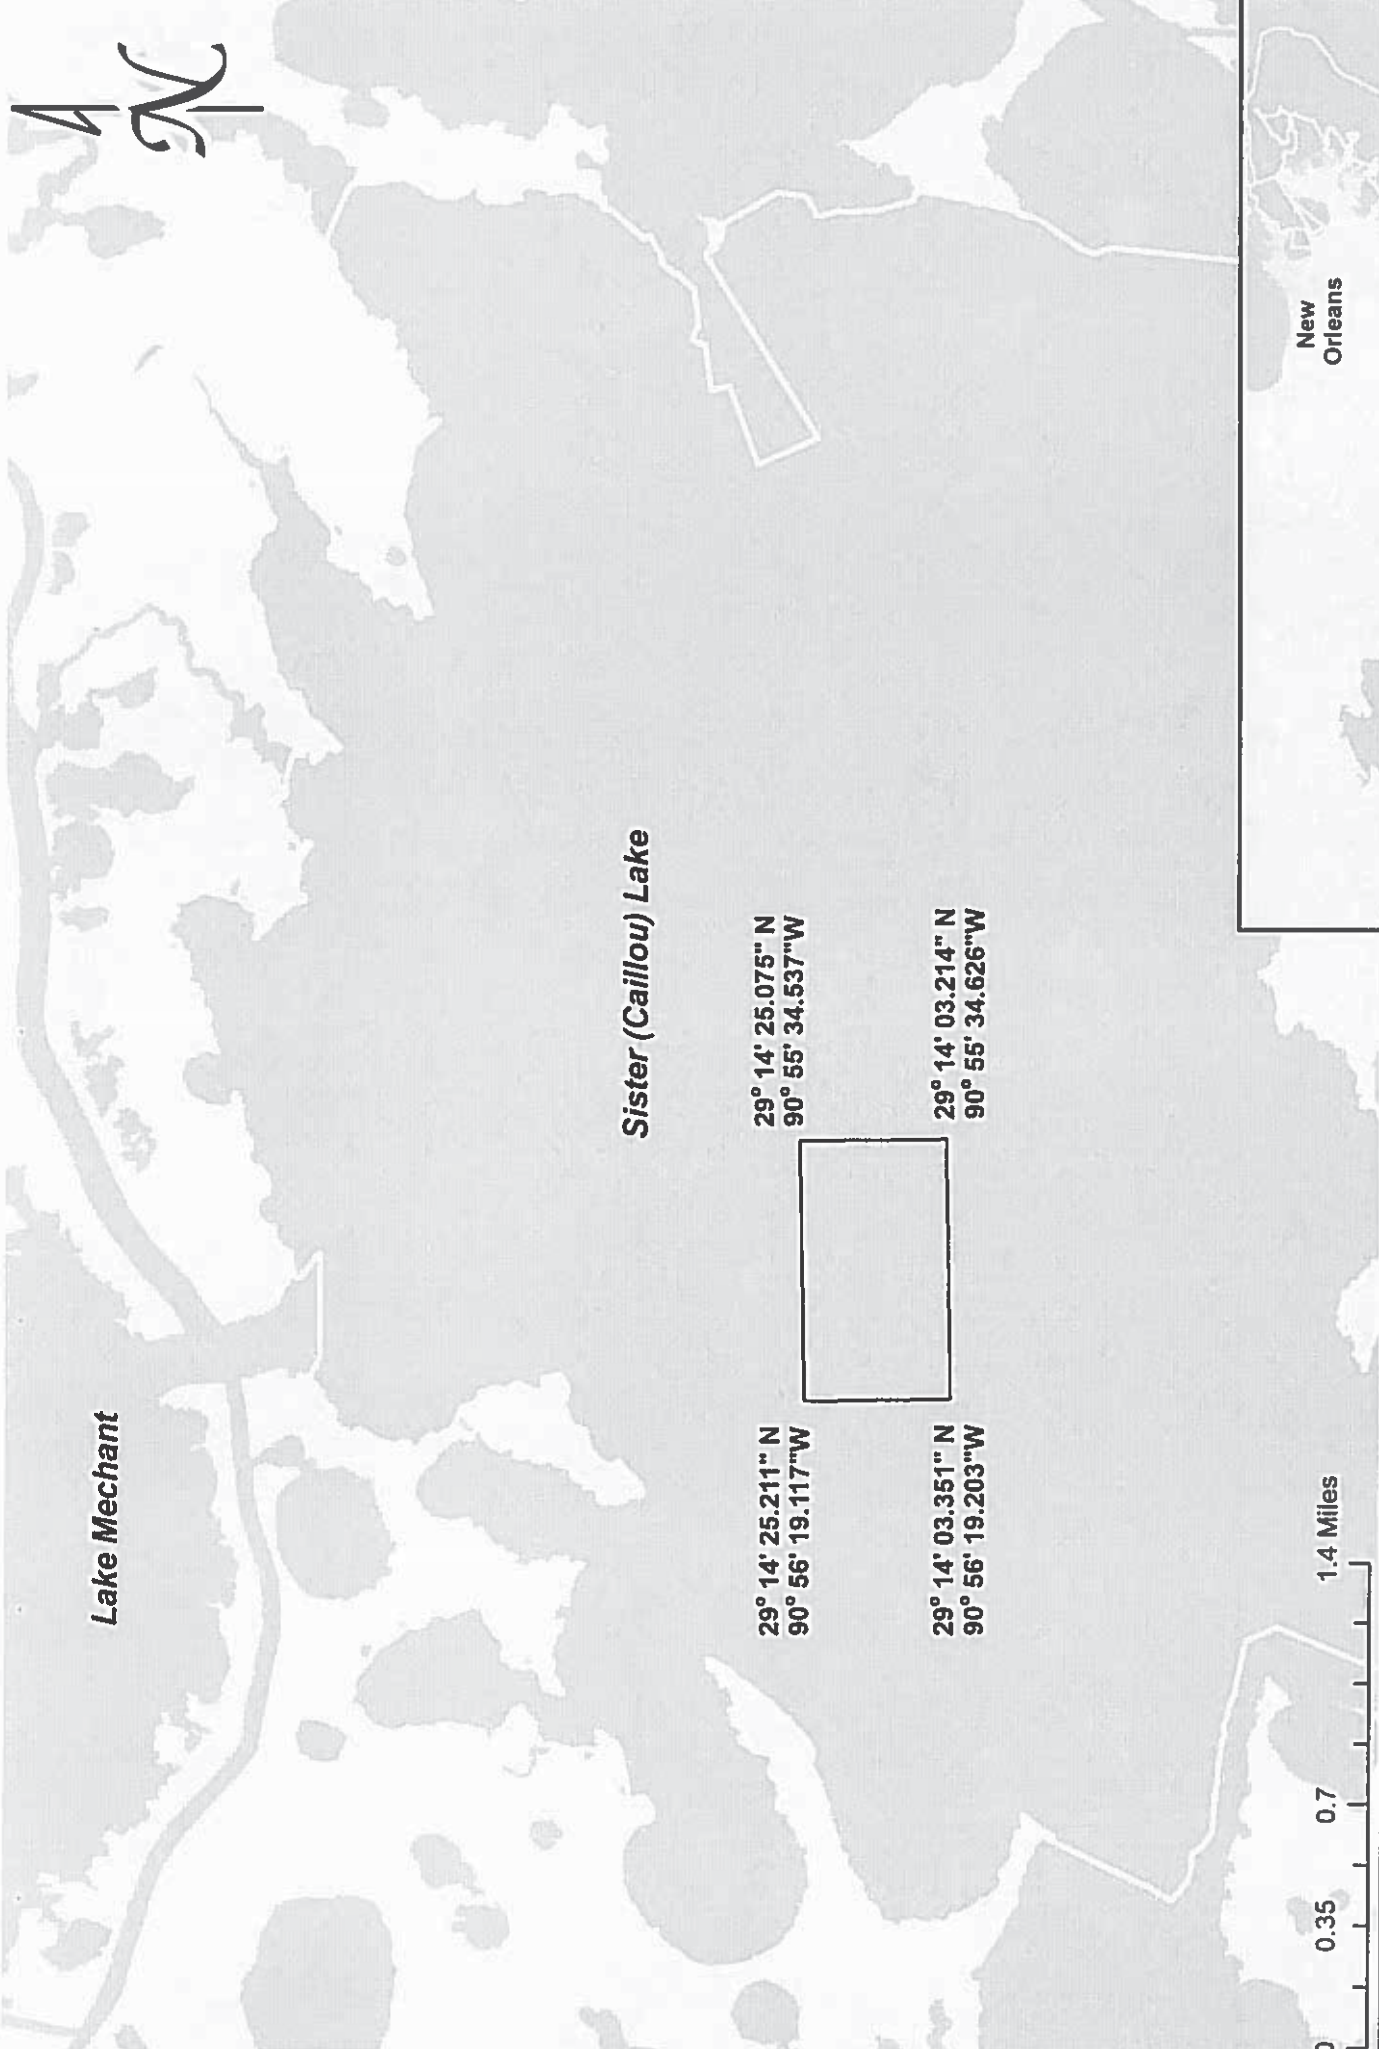 N
Lake Mechant
Sister (Caillou) Lake
29° 14' 25.211" N
90° 56' 19.117"W
29° 14' 25.075" N
90° 55' 34.537"W
29° 14' 03.351" N
90° 56' 19.203"W
29° 14' 03.214" N
90° 55' 34.626"W
New
Orleans
0 0.35 0.7 1.4 Miles